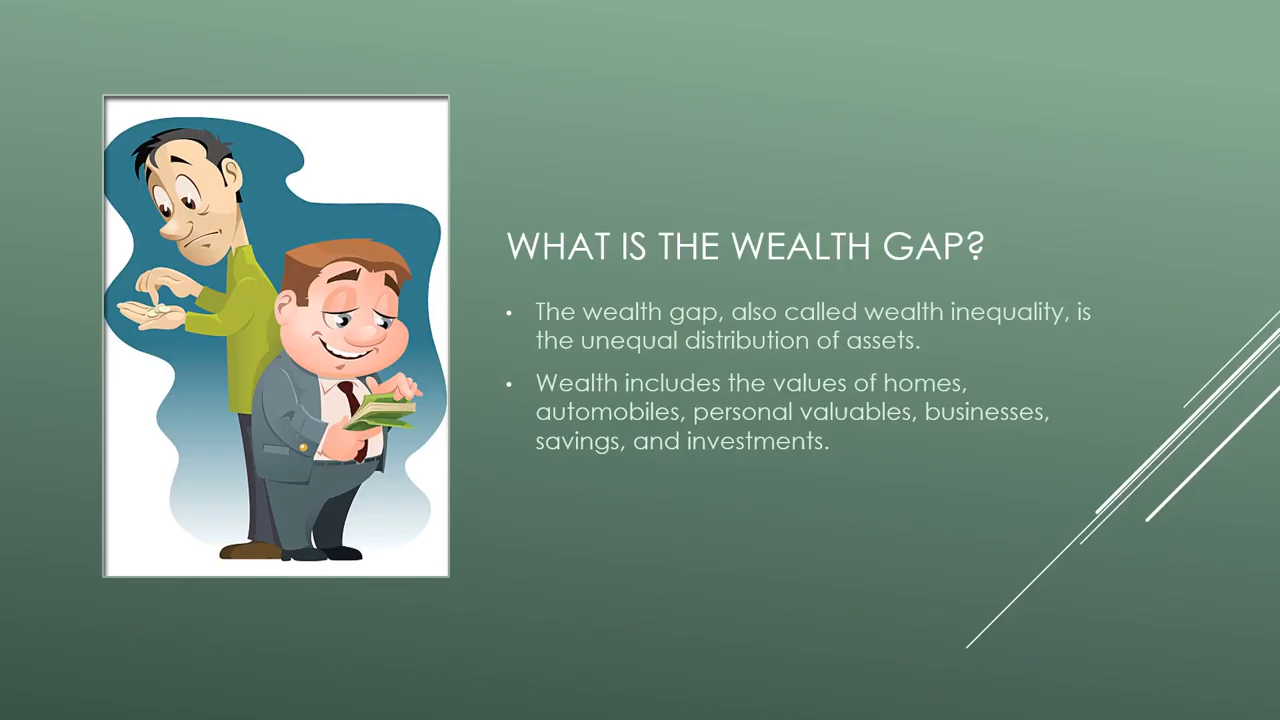 WHAT IS THE WEALTH GAP?
• The wealth gap, also called wealth inequality, is
the unequal distribution of assets.
• Wealth includes the values of homes,
automobiles, personal valuables, businesses,
savings, and investments.